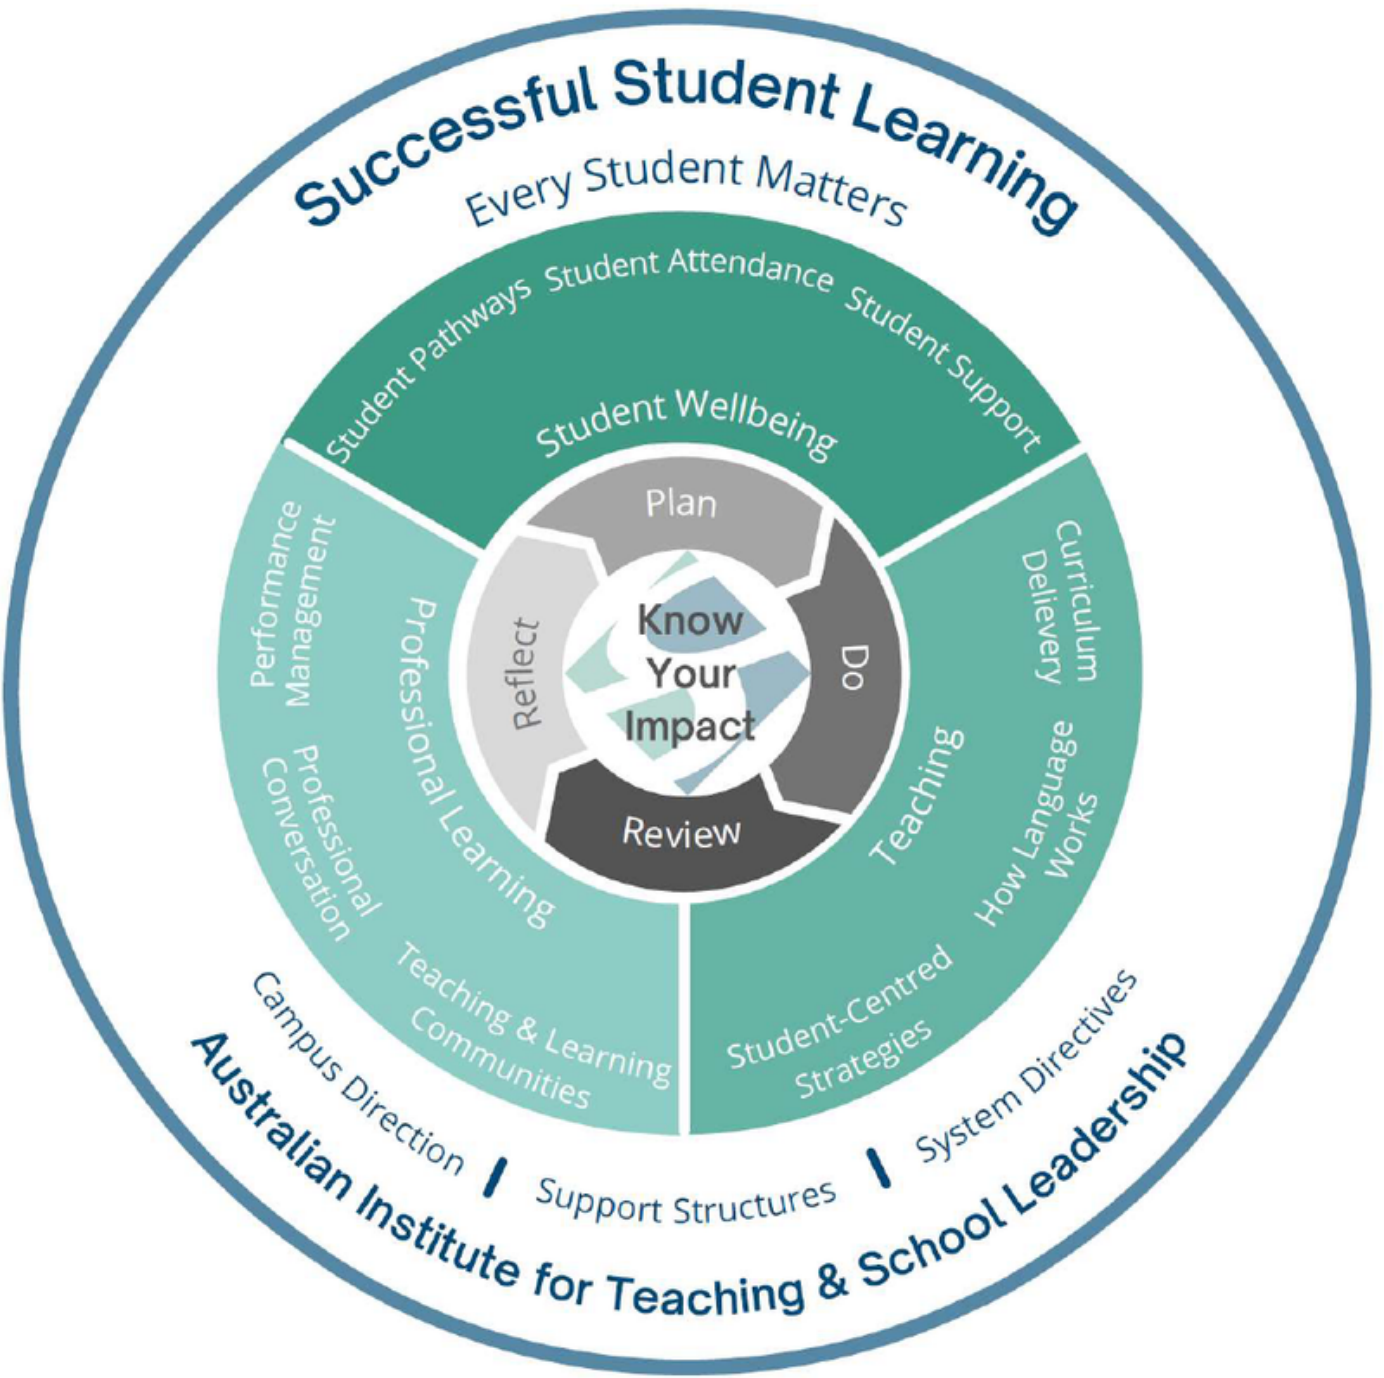 Successful Student Learning
Every Student Matters
Student Pathways
Student Attendance
Student Support
Student Wellbeing
Plan
Do
Review
Reflect
Know
Your
Impact
Curriculum
Delievery
How Language
Works
Student-Centred
Strategies
Teaching
Performance
Management
Professional
Conversation
Teaching & Learning
Communities
Professional Learning
Campus Direction
Support Structures
System Directives
Australian Institute for Teaching & School Leadership